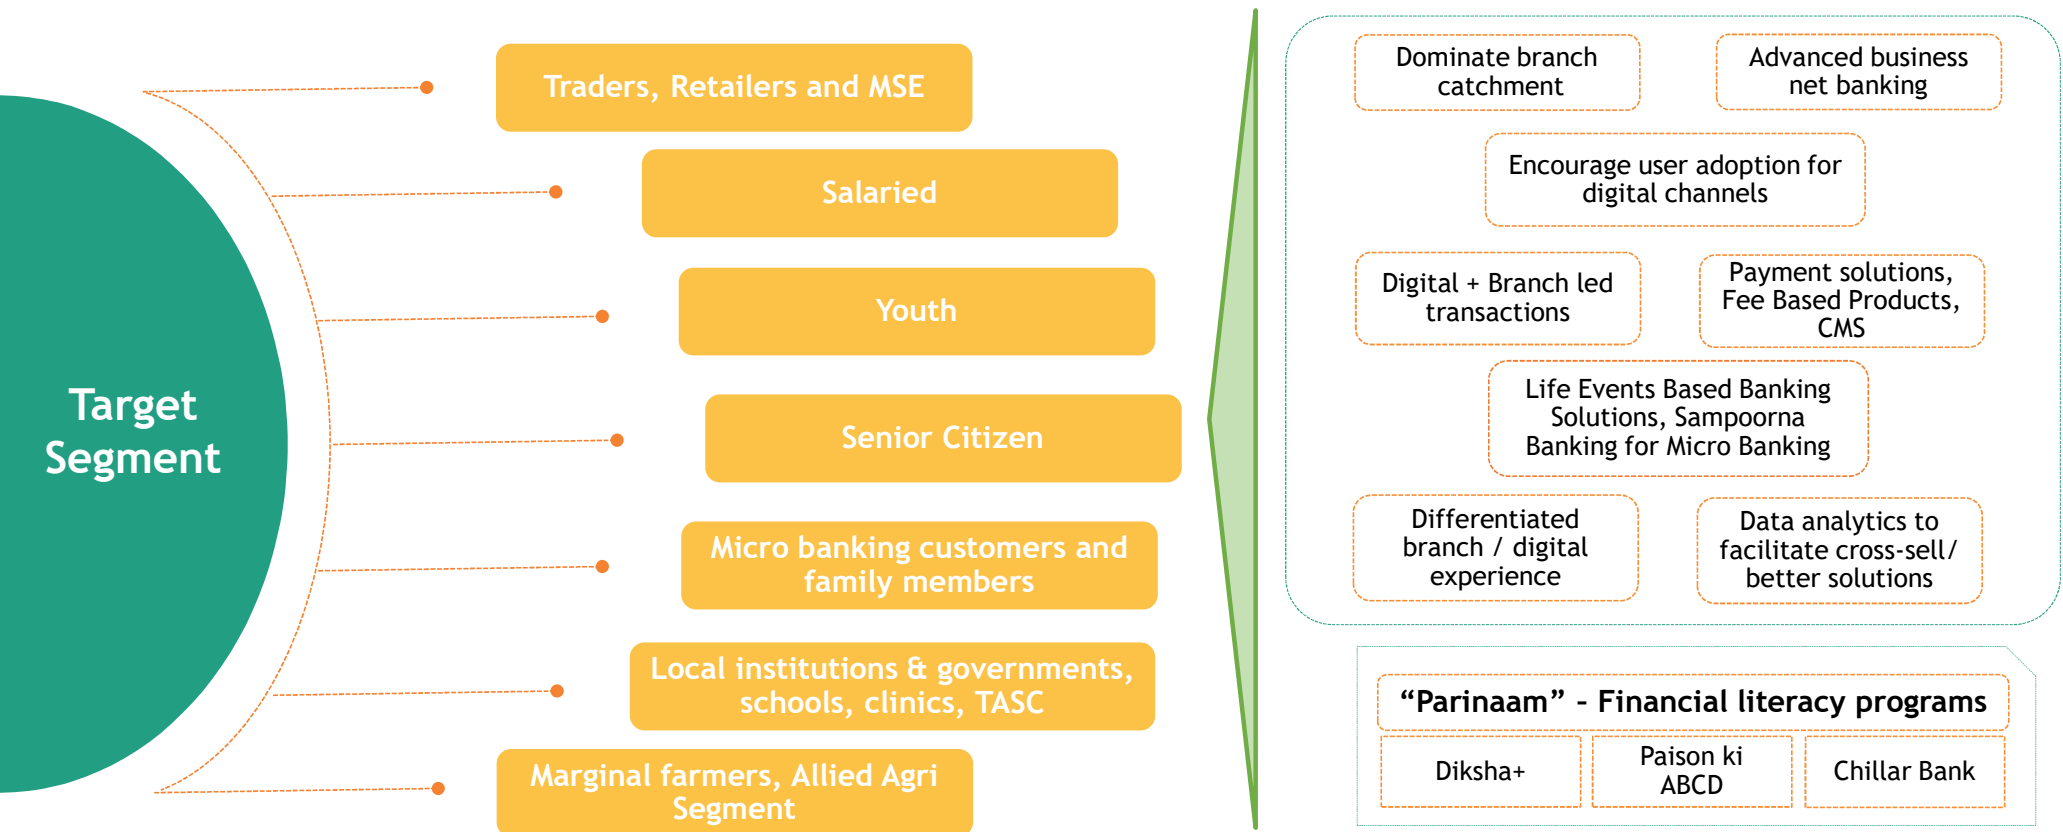 Target
Segment
Traders, Retailers and MSE
Salaried
Youth
Senior Citizen
Micro banking customers and
family members
Local institutions & governments,
schools, clinics, TASC
Marginal farmers, Allied Agri
Segment
Dominate branch
catchment
Advanced business
net banking
Encourage user adoption for
digital channels
Digital + Branch led
transactions
Payment solutions,
Fee Based Products,
CMS
Life Events Based Banking
Solutions, Sampoorna
Banking for Micro Banking
Differentiated
branch / digital
experience
Data analytics to
facilitate cross-sell/
better solutions
“Parinaam” – Financial literacy programs
Diksha+
Paison ki
ABCD
Chillar Bank